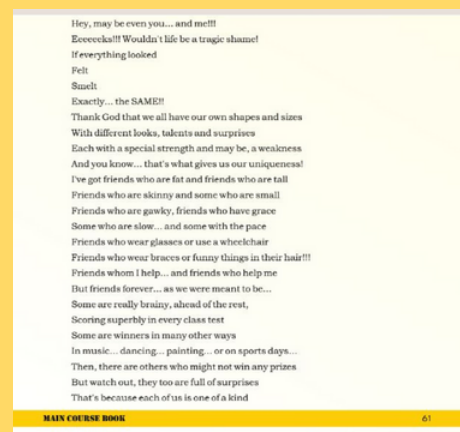 Hey, may be even you... and me!!!
Eeeeeeks!!! Wouldn't life be a tragic shame!
If everything looked
Felt
Smelt
Exactly... the SAME!!
Thank God that we all have our own shapes and sizes
With different looks, talents and surprises
Each with a special strength and may be, a weakness
And you know... that's what gives us our uniqueness!
I've got friends who are fat and friends who are tall
Friends who are skinny and some who are small
Friends who are gawky, friends who have grace
Some who are slow... and some with the pace
Friends who wear glasses or use a wheelchair
Friends who wear braces or funny things in their hair!!!
Friends whom I help... and friends who help me
But friends forever... as we were meant to be...
Some are really brainy, ahead of the rest,
Scoring superbly in every class test
Some are winners in many other ways
In music... dancing... painting... or on sports days...
Then, there are others who might not win any prizes
But watch out, they too are full of surprises
That's because each of us is one of a kind
MAIN COURSE BOOK 61